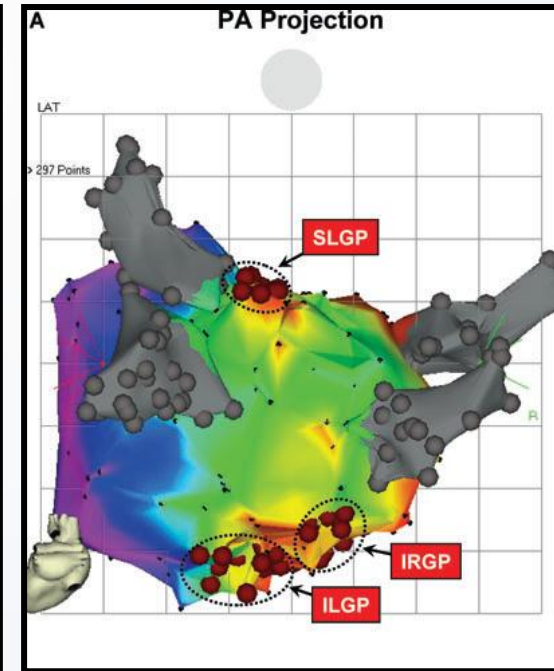 A
PA Projection
LAT
> 297 Points
SLGP
R
IRGP
ILGP